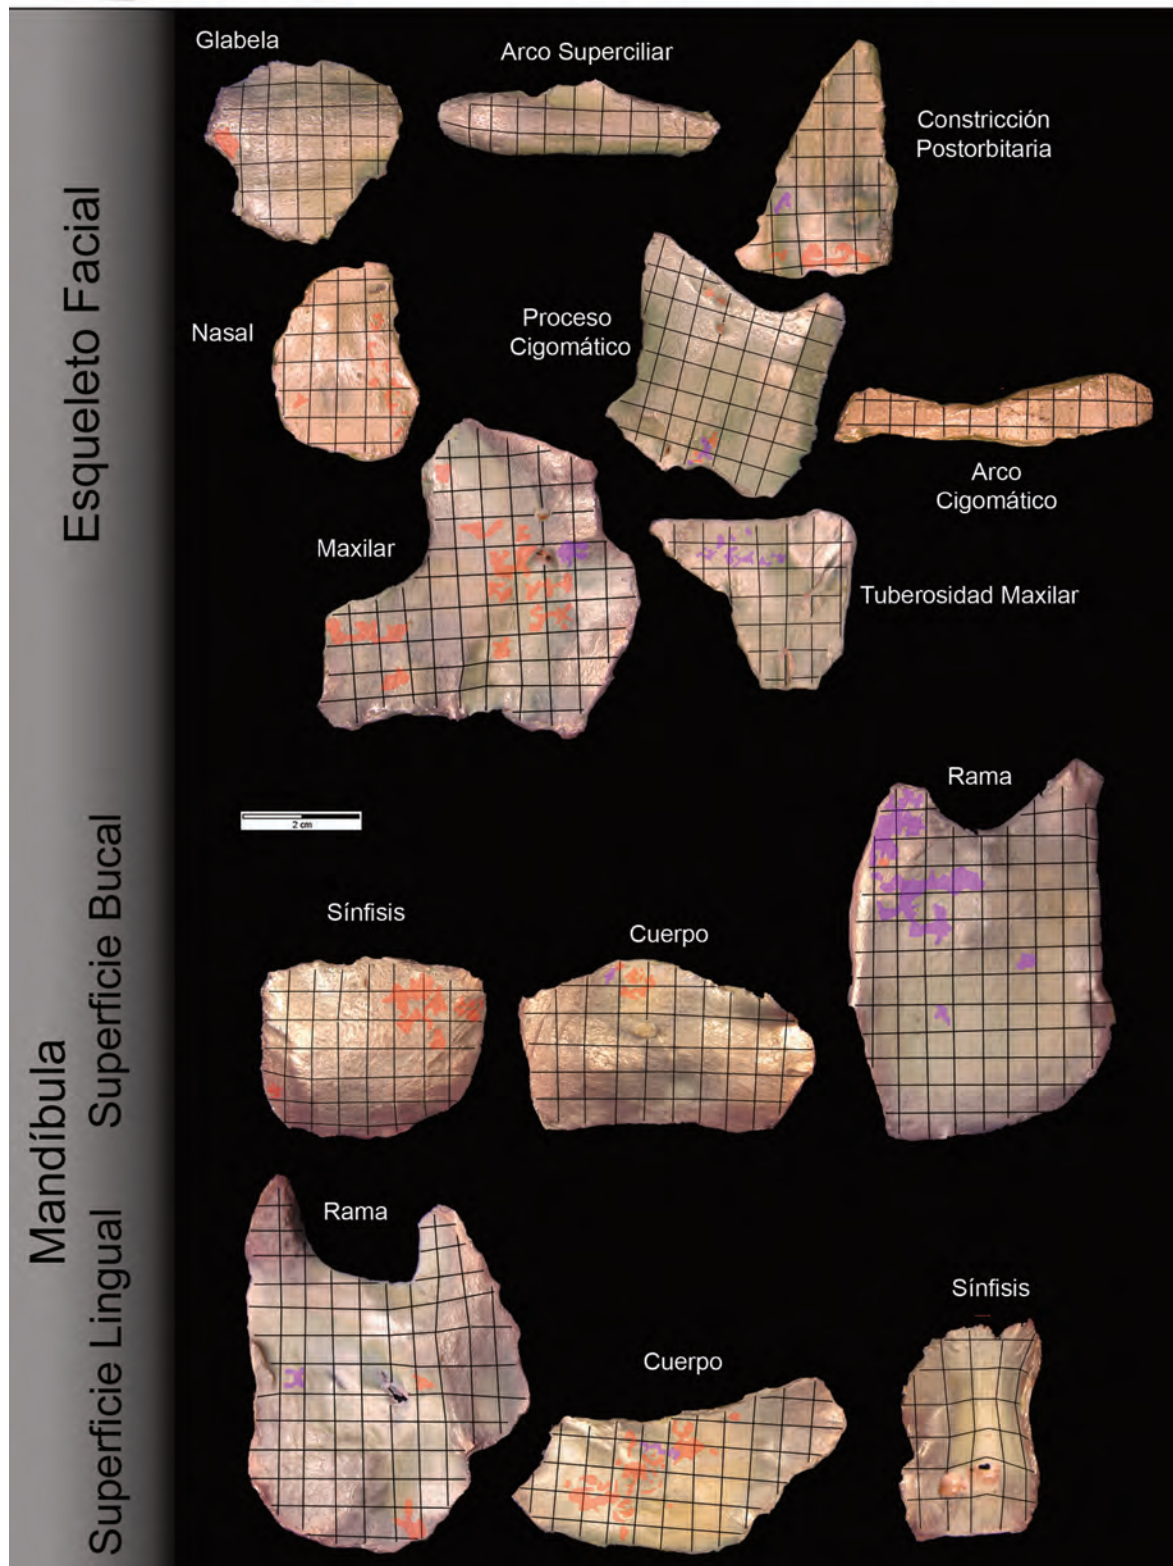 Esqueleto Facial
Glabela
Arco Superciliar
Constricción
Postorbitaria
Nasal
Proceso
Cigomático
Arco
Cigomático
Maxilar
Tuberosidad Maxilar
2 cm
Mandíbula
Superficie Bucal
Rama
Sínfisis
Cuerpo
Superficie Lingual
Rama
Cuerpo
Sínfisis